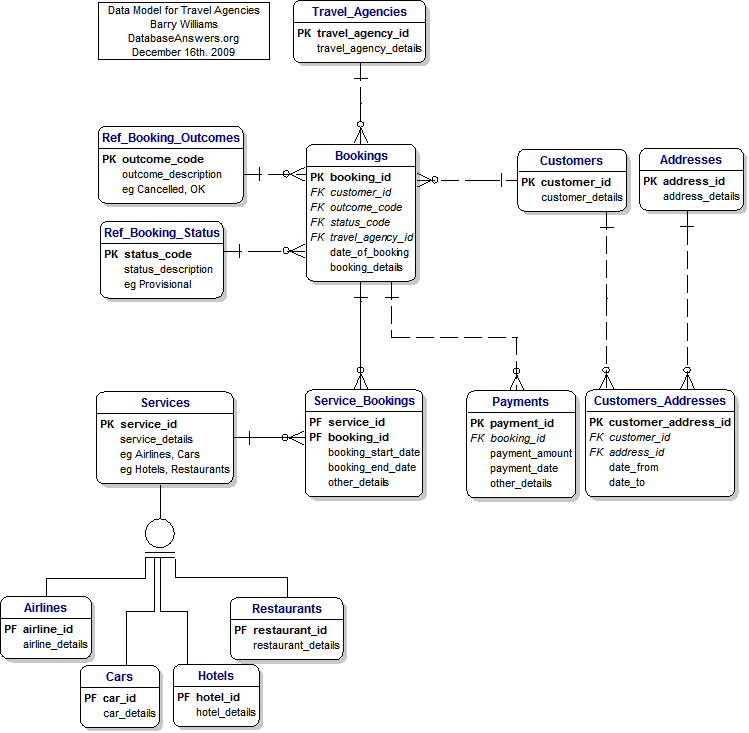 Data Model for Travel Agencies
Barry Williams
DatabaseAnswers.org
December 16th. 2009
Travel_Agencies
PK travel_agency_id
travel_agency_details
Ref_Booking_Outcomes
PK outcome_code
outcome_description
eg Cancelled, OK
Ref_Booking_Status
PK status_code
status_description
eg Provisional
Bookings
PK booking_id
FK customer_id
FK outcome_code
FK status_code
FK travel_agency_id
date_of_booking
booking_details
Customers
PK customer_id
customer_details
Addresses
PK address_id
address_details
Services
PK service_id
service_details
eg Airlines, Cars
eg Hotels, Restaurants
Service_Bookings
PF service_id
PF booking_id
booking_start_date
booking_end_date
other_details
Payments
PK payment_id
FK booking_id
payment_amount
payment_date
other_details
Customers_Addresses
PK customer_address_id
FK customer_id
FK address_id
date_from
date_to
Airlines
PF airline_id
airline_details
Cars
PF car_id
car_details
Hotels
PF hotel_id
hotel_details
Restaurants
PF restaurant_id
restaurant_details